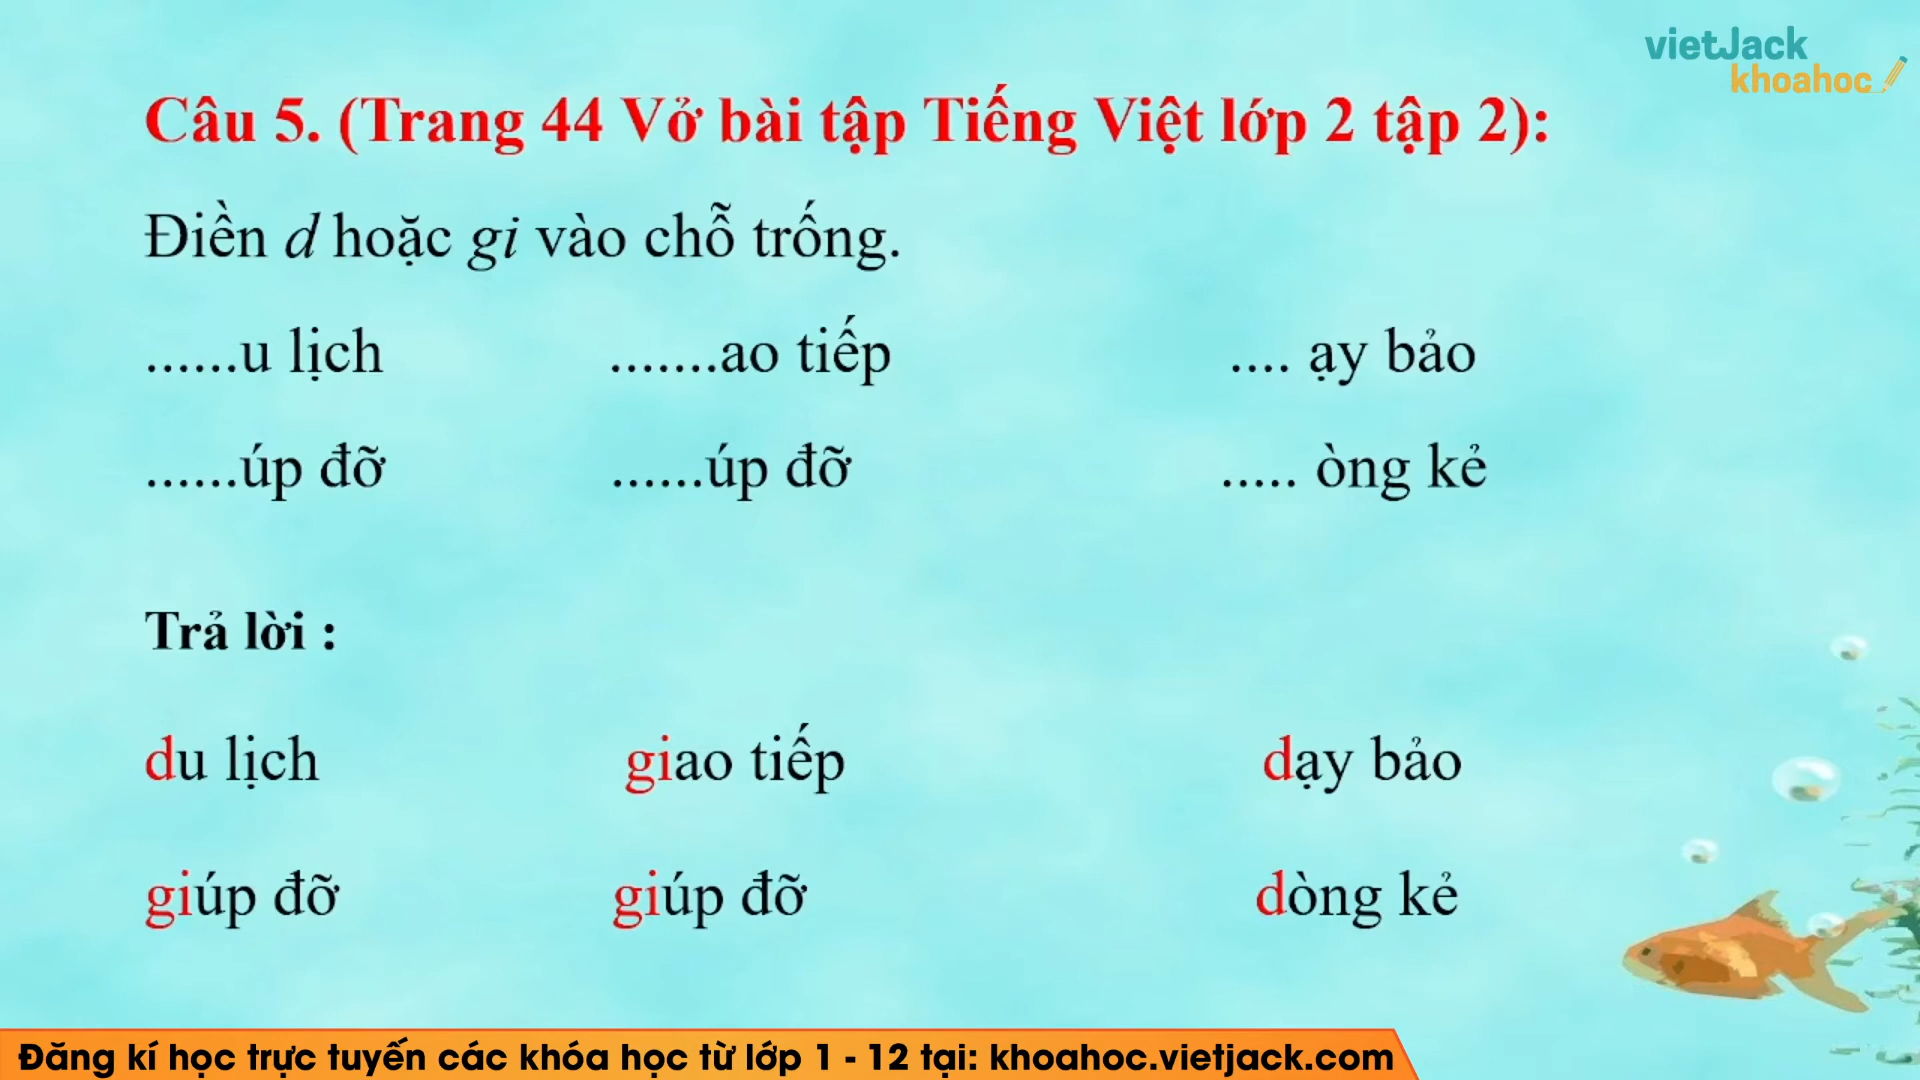 vietJack
khoahoc
Câu 5. (Trang 44 Vở bài tập Tiếng Việt lớp 2 tập 2):
Điền d hoặc gi vào chỗ trống.
......u lịch .......ao tiếp .... ạy bảo
......úp đỡ ......úp đỡ ..... òng kẻ
Trả lời :
du lịch giao tiếp dạy bảo
giúp đỡ giúp đỡ dòng kẻ
Đăng kí học trực tuyến các khóa học từ lớp 1 - 12 tại: khoahoc.vietjack.com